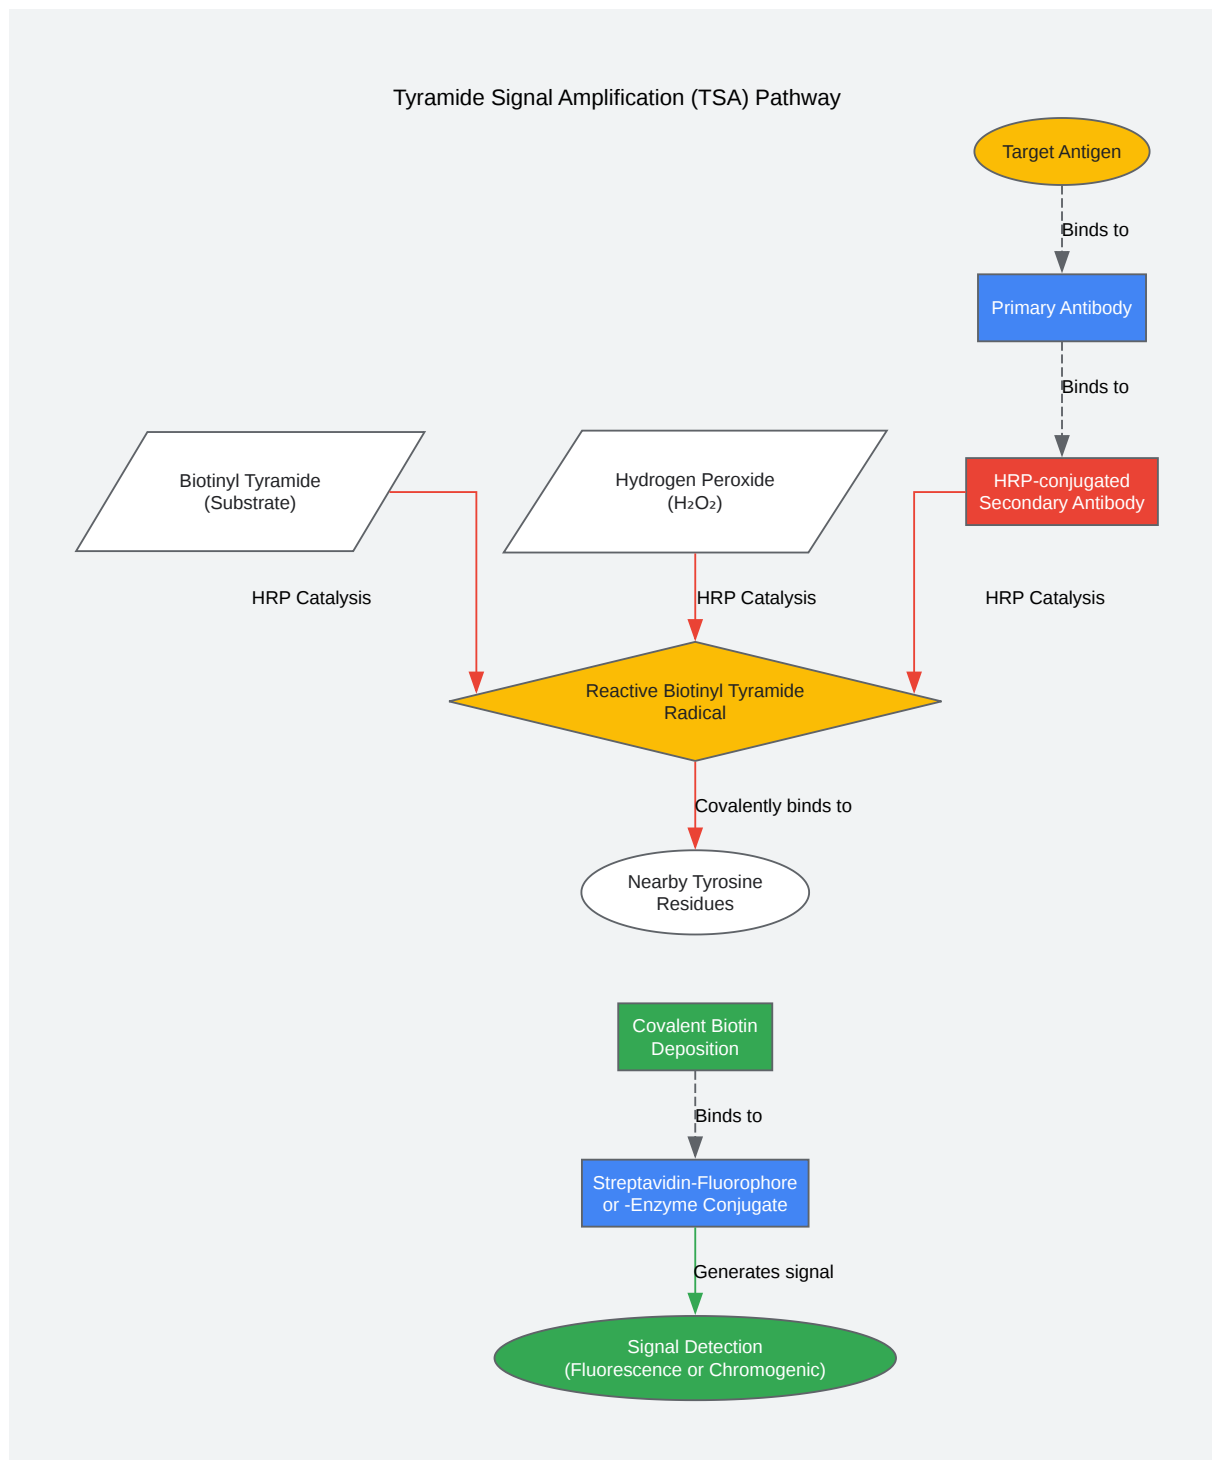 Tyramide Signal Amplification (TSA) Pathway
Target Antigen
Binds to
Primary Antibody
Binds to
Biotinyl Tyramide
(Substrate)
Hydrogen Peroxide
(H₂O₂)
HRP-conjugated
Secondary Antibody
HRP Catalysis
HRP Catalysis
HRP Catalysis
Reactive Biotinyl Tyramide
Radical
Covalently binds to
Nearby Tyrosine
Residues
Covalent Biotin
Deposition
Binds to
Streptavidin-Fluorophore
or -Enzyme Conjugate
Generates signal
Signal Detection
(Fluorescence or Chromogenic)